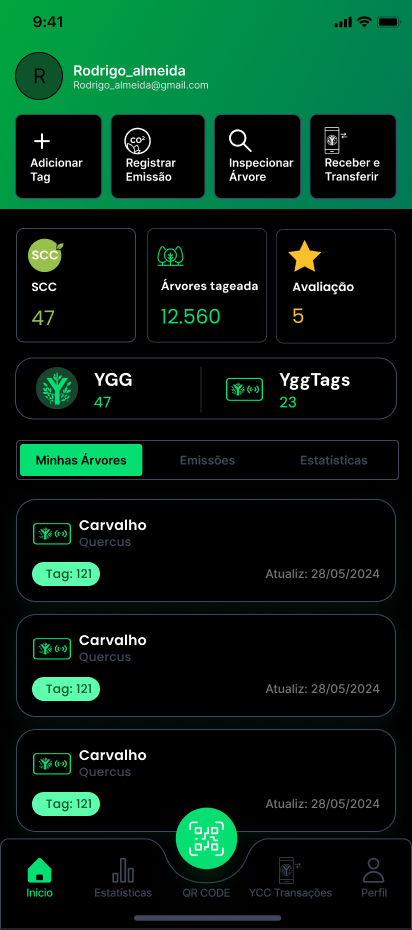 9:41
R
Rodrigo_almeida
Rodrigo_almeida@gmail.com
Adicionar
Tag
CO²
Registrar
Emissão
Inspecionar
Árvore
Receber e
Transferir
SCC
SCC
47
Árvores tageada
12.560
Avaliação
5
YGG
47
YggTags
23
Minhas Árvores
Emissões
Estatísticas
Carvalho
Quercus
Tag: 121
Atualiz: 28/05/2024
Carvalho
Quercus
Tag: 121
Atualiz: 28/05/2024
Carvalho
Quercus
Tag: 121
Atualiz: 28/05/2024
Inicio
Estatísticas
QR CODE
YCC Transações
Perfil